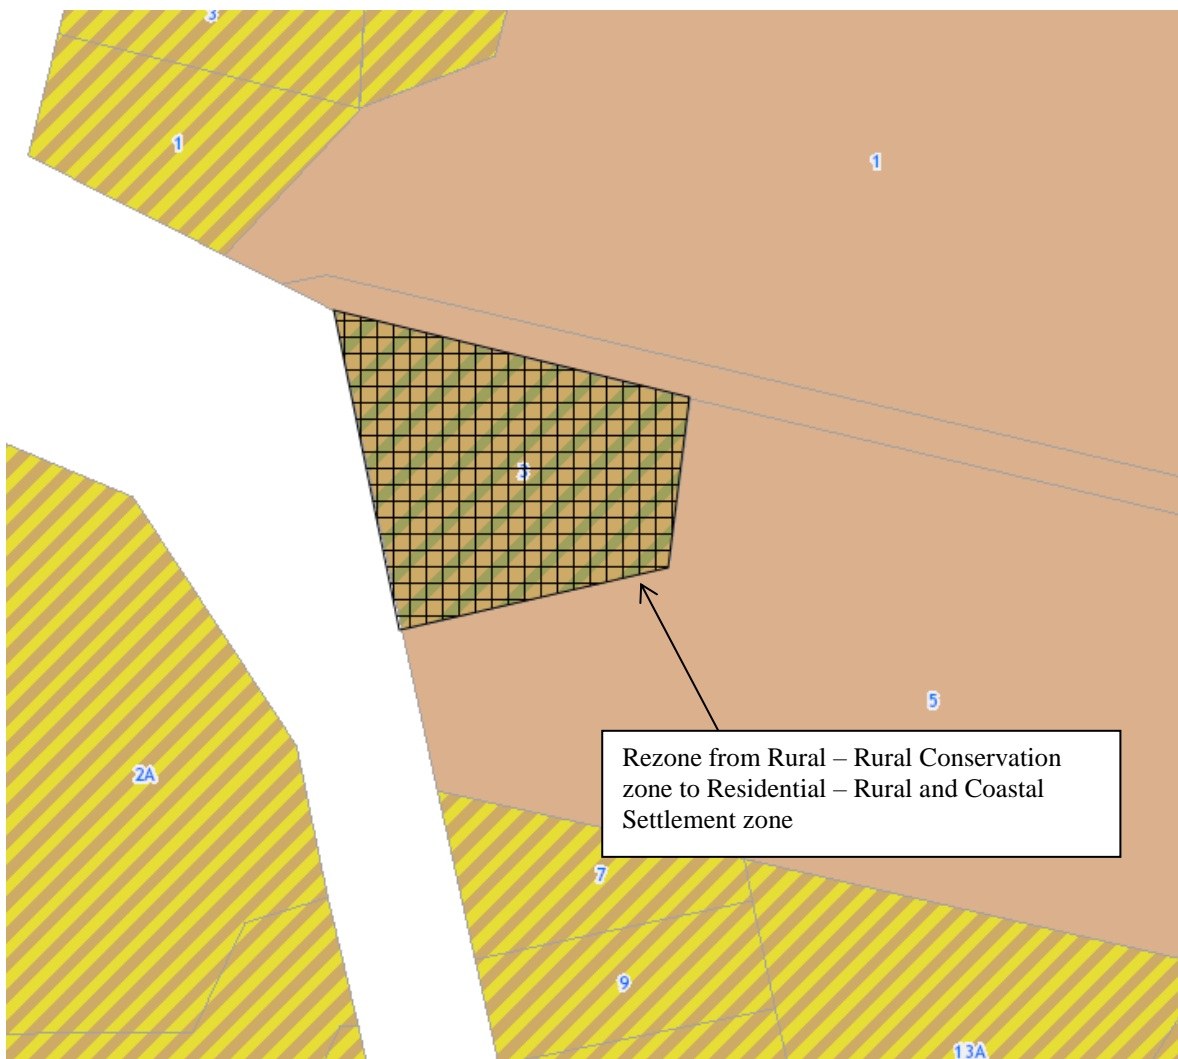 3
1
1
3
5
Rezone from Rural – Rural Conservation
zone to Residential – Rural and Coastal
Settlement zone
2A
7
9
13A